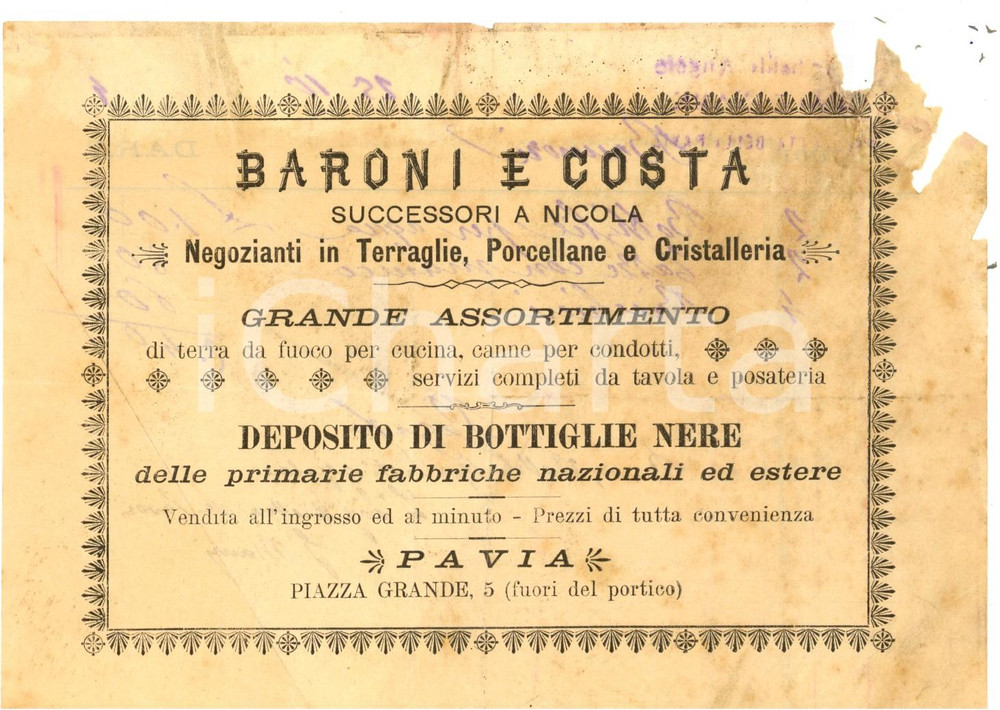 BARONI E COSTA
SUCCESSORI A NICOLA
Negozianti in Terraglie, Porcellane e Cristalleria
GRANDE ASSORTIMENTO
di terra da fuoco per cucina, canne per condotti,
servizi completi da tavola e posateria
DEPOSITO DI BOTTIGLIE NERE
delle primarie fabbriche nazionali ed estere
Vendita all'ingrosso ed al minuto - Prezzi di tutta convenienza
PAVIA
PIAZZA GRANDE, 5 (fuori del portico)
iCharta